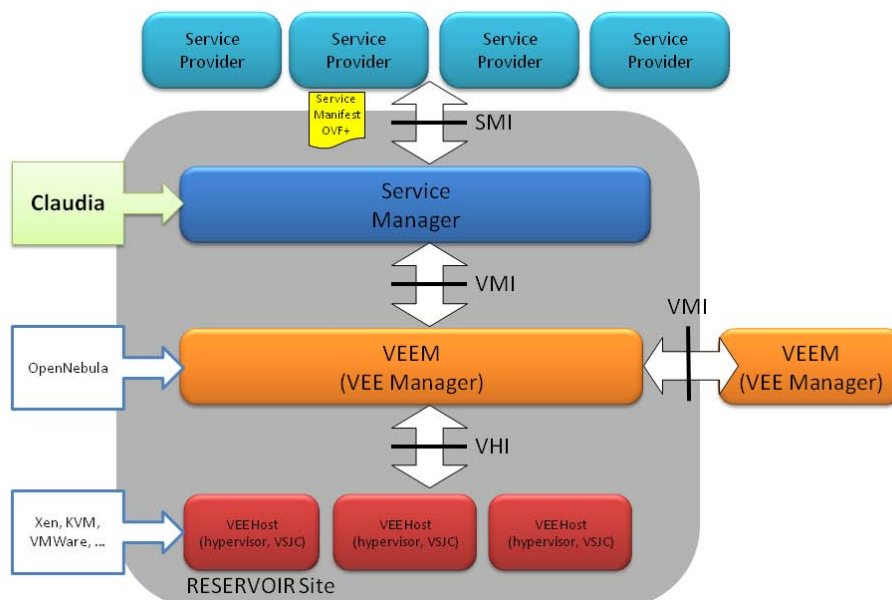 Service
Provider
Service
Provider
Service
Provider
Service
Provider
Service
Manifest
OVF+
SMI
Claudia
Service
Manager
VMI
VMI
OpenNebula
VEEM
(VEE Manager)
VEEM
(VEE Manager)
VHI
Xen, KVM,
VMWare, ...
VEEHost
(hypervisor, VSJC)
VEEHost
(hypervisor, VSJC)
VEEHost
(hypervisor, VSJC)
RESERVOIR Site